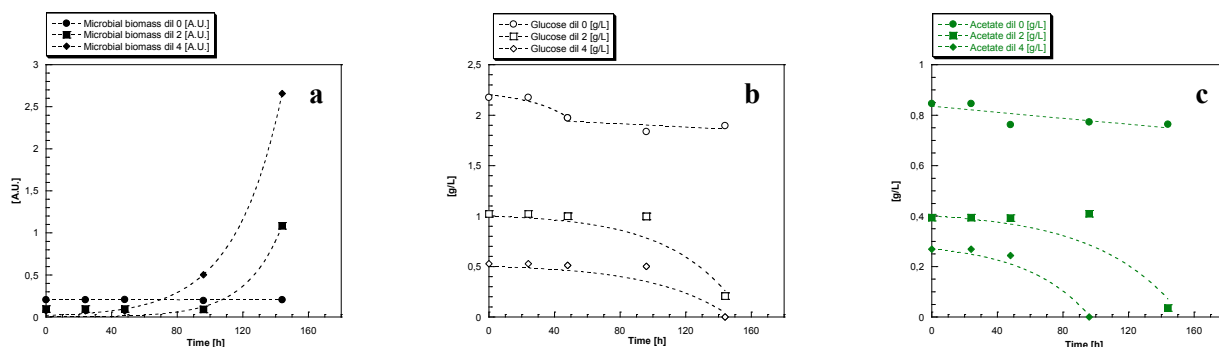 Microbial biomass dil 0 [A.U.]
Microbial biomass dil 2 [A.U.]
Microbial biomass dil 4 [A.U.]
a
[A.U.]
3
2,5
2
1,5
1
0,5
0
0 40 80 120 160
Time [h]
Glucose dil 0 [g/L]
Glucose dil 2 [g/L]
Glucose dil 4 [g/L]
b
[g/L]
2,5
2
1,5
1
0,5
0
0 40 80 120 160
Time [h]
Acetate dil 0 [g/L]
Acetate dil 2 [g/L]
Acetate dil 4 [g/L]
c
[g/L]
1
0,8
0,6
0,4
0,2
0
0 40 80 120 160
Time [h]